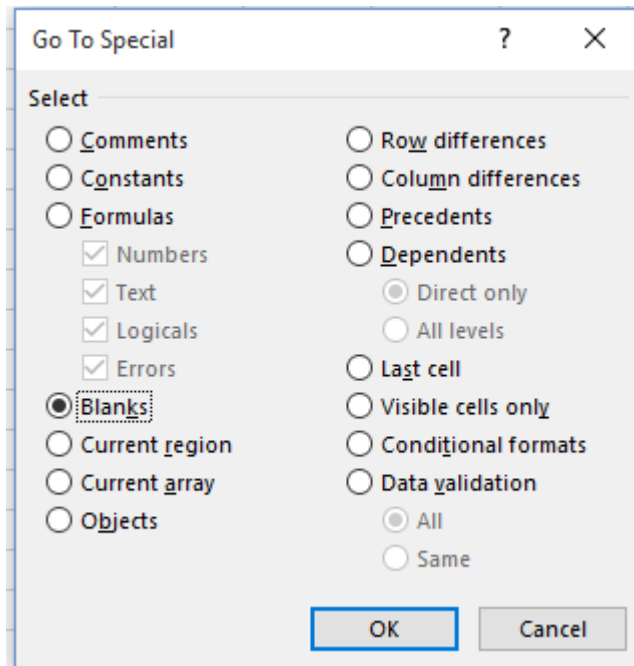 Go To Special ?
Select
Comments
Constants
Formulas
Numbers
Text
Logicals
Errors
Blanks
Current region
Current array
Objects
Row differences
Column differences
Precedents
Dependents
Direct only
All levels
Last cell
Visible cells only
Conditional formats
Data validation
All
Same
OK
Cancel